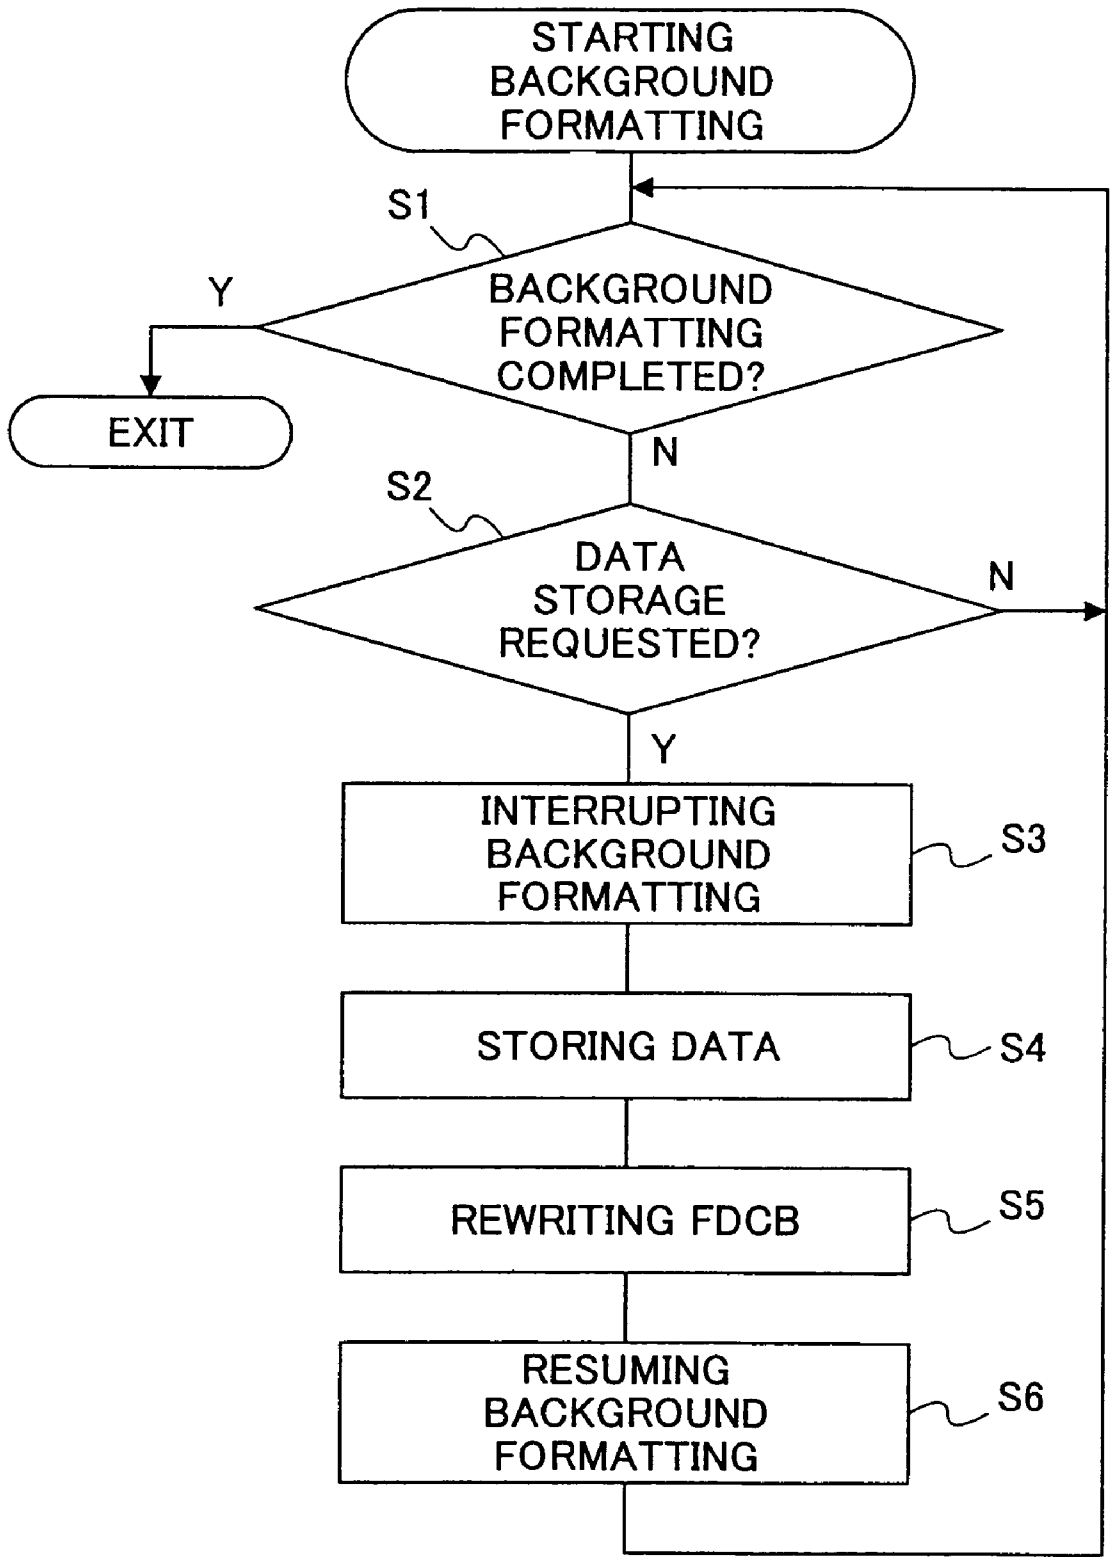 STARTING
BACKGROUND
FORMATTING
S1
Y
BACKGROUND
FORMATTING
COMPLETED?
EXIT
N
S2
DATA
STORAGE
REQUESTED?
N
Y
INTERRUPTING
BACKGROUND
FORMATTING
S3
STORING DATA
S4
REWRITING FDCB
S5
RESUMING
BACKGROUND
FORMATTING
S6